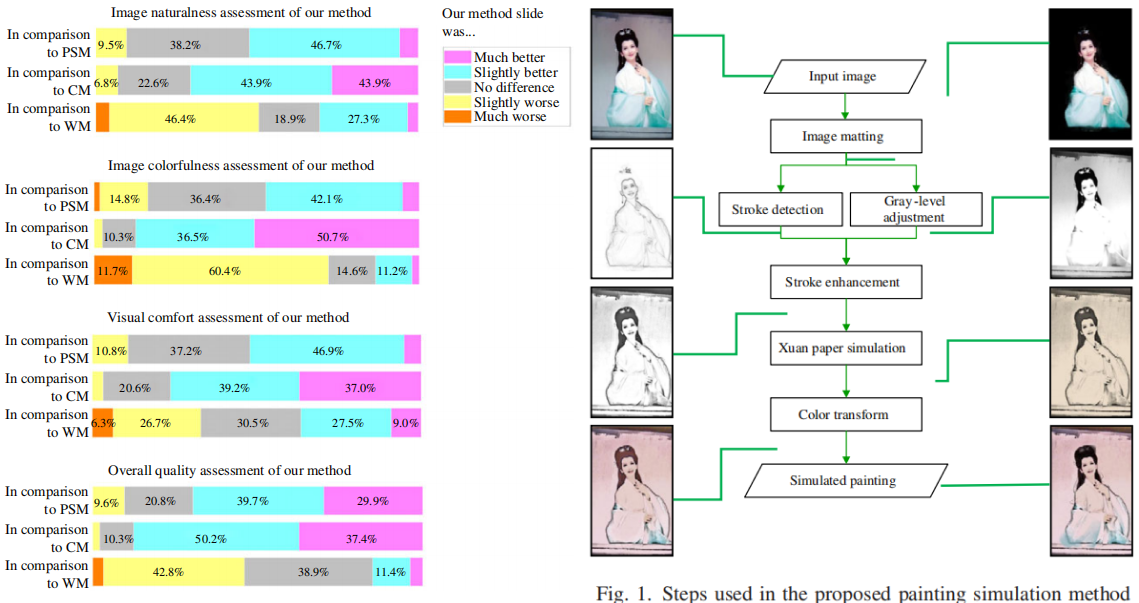 Image naturalness assessment of our method
In comparison
to PSM
9.5%
38.2%
46.7%
In comparison
to CM
6.8%
22.6%
43.9%
43.9%
In comparison
to WM
46.4%
18.9%
27.3%
Image colorfulness assessment of our method
In comparison
to PSM
14.8%
36.4%
42.1%
In comparison
to CM
10.3%
36.5%
50.7%
In comparison
to WM
11.7%
60.4%
14.6%
11.2%
Visual comfort assessment of our method
In comparison
to PSM
10.8%
37.2%
46.9%
In comparison
to CM
20.6%
39.2%
37.0%
In comparison
to WM
6.3%
26.7%
30.5%
27.5%
9.0%
Overall quality assessment of our method
In comparison
to PSM
9.6%
20.8%
39.7%
29.9%
In comparison
to CM
10.3%
50.2%
37.4%
In comparison
to WM
42.8%
38.9%
11.4%
Our method slide
was...
Much better
Slightly better
No difference
Slightly worse
Much worse
Input image
Image matting
Stroke detection
Gray-level
adjustment
Stroke enhancement
Xuan paper simulation
Color transform
Simulated painting
Fig. 1. Steps used in the proposed painting simulation method